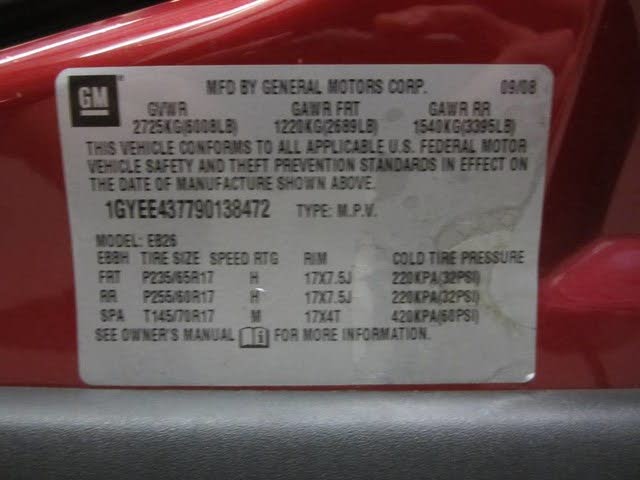 GM
MFD BY GENERAL MOTORS CORP. 09/08
GVWR GAWR FRT GAWR RR
2725KG(6008LB) 1220KG(2689LB) 1540KG(3395LB)
THIS VEHICLE CONFORMS TO ALL APPLICABLE U.S. FEDERAL MOTOR
VEHICLE SAFETY AND THEFT PREVENTION STANDARDS IN EFFECT ON
THE DATE OF MANUFACTURE SHOWN ABOVE.
1GYEE437790138472 TYPE: M.P.V.
MODEL: EB26
EBBH TIRE SIZE SPEED RTG RIM COLD TIRE PRESSURE
FRT P235/65R17 H 17X7.5J 220KPA(32PSI)
RR P255/60R17 H 17X7.5J 220KPA(32PSI)
SPA T145/70R17 M 17X4T 420KPA(60PSI)
SEE OWNER'S MANUAL FOR MORE INFORMATION.